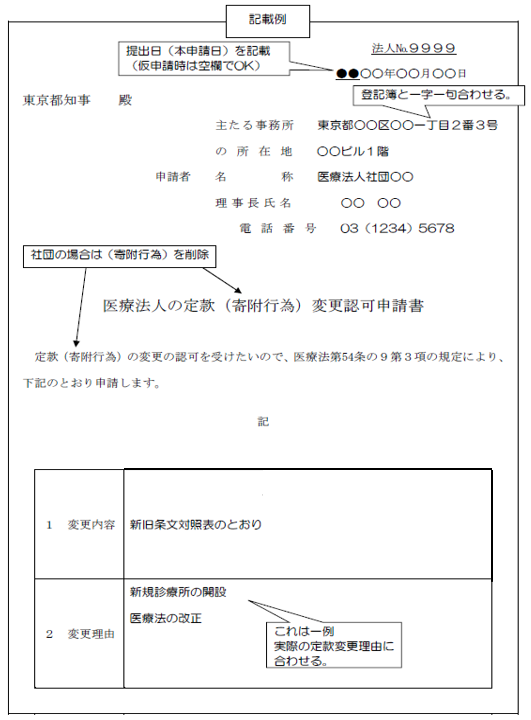 記載例
法人№9999
提出日（本申請日）を記載
（仮申請時は空欄でOK）
●●〇〇年〇〇月〇〇日
登記簿と一字一句合わせる。
東京都知事　殿
主たる事務所　東京都〇〇区〇〇一丁目2番3号
の所在地　〇〇ビル1階
申請者　名称　医療法人社団〇〇
理事長氏名　〇〇　〇〇
電話番号　03（1234）5678
社団の場合は（寄附行為）を削除
医療法人の定款（寄附行為）変更認可申請書
定款（寄附行為）の変更の認可を受けたいので、医療法第54条の９第３項の規定により、
下記のとおり申請します。
記
1　変更内容　新旧条文対照表のとおり
新規診療所の開設
医療法の改正
2　変更理由
これは一例
実際の定款変更理由に
合わせる。